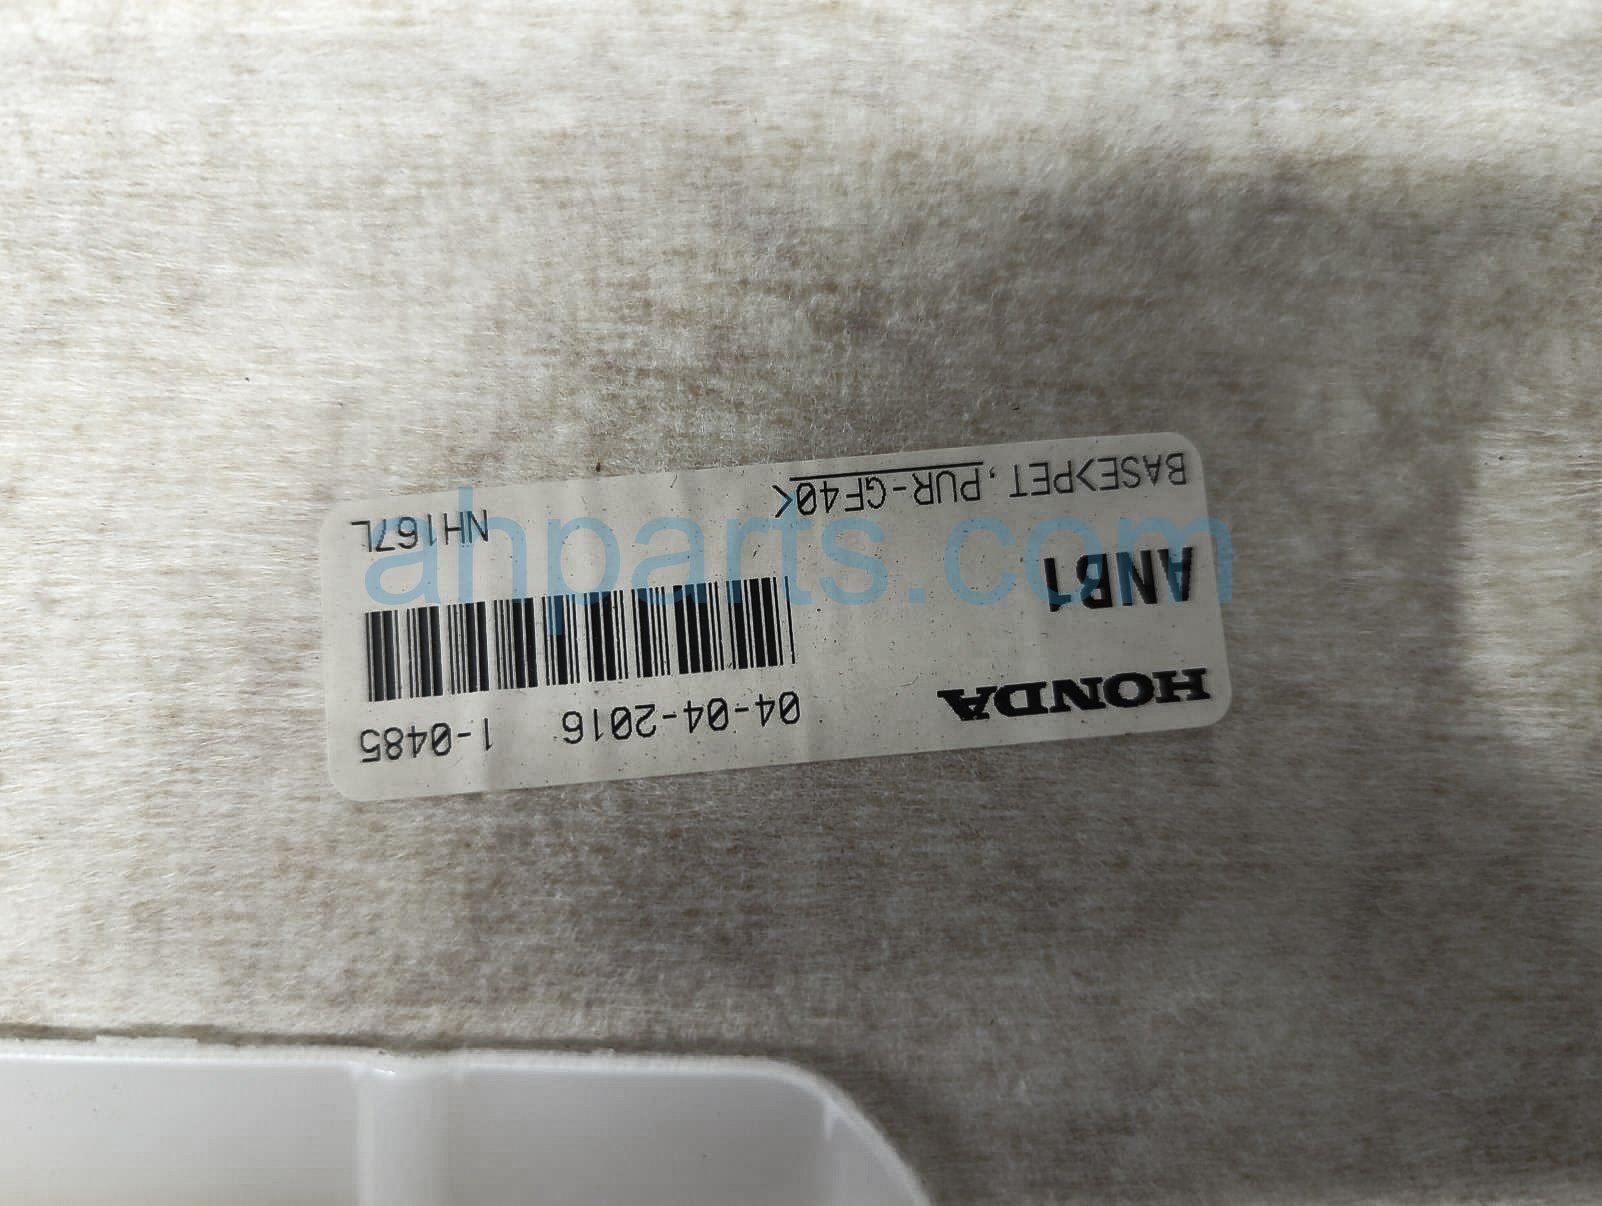 HONDA
04-04-2016 1-0485
ANB1
BASE>PET,PUR-GF40<
NH167L
ahparts.com